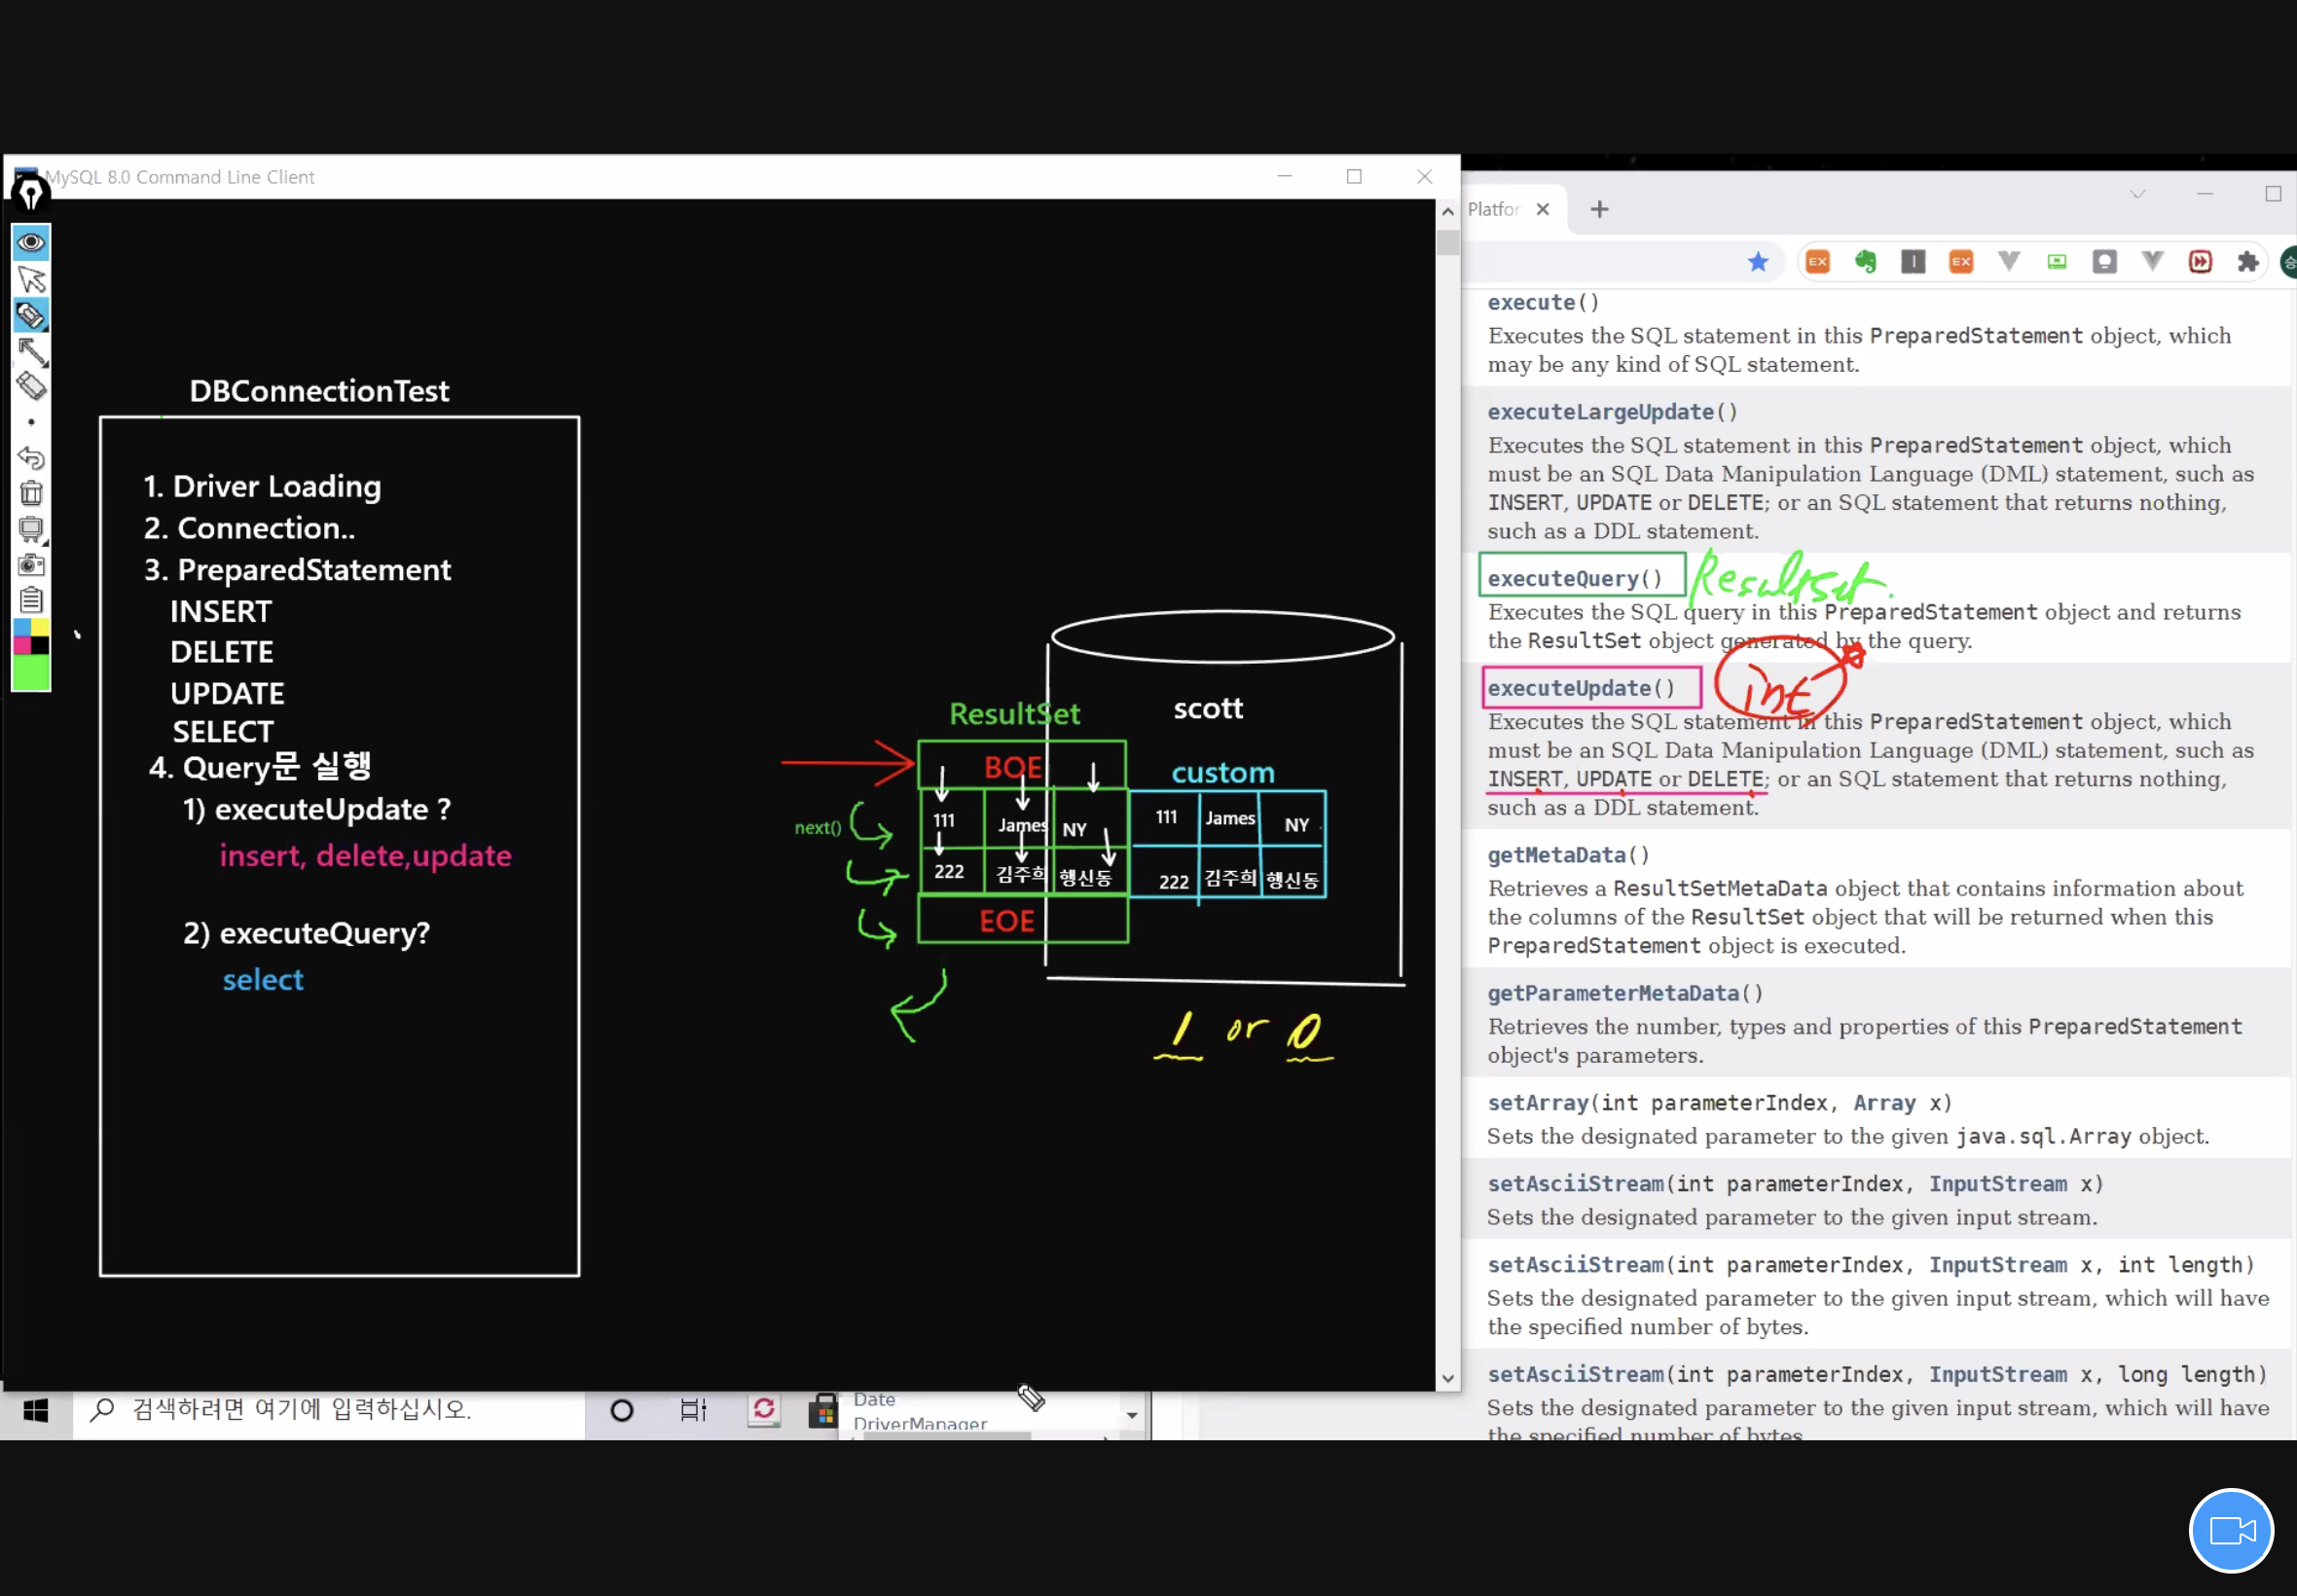 MySQL 8.0 Command Line Client
DBConnectionTest
1. Driver Loading
2. Connection..
3. PreparedStatement
INSERT
DELETE
UPDATE
SELECT
4. Query문 실행
1) executeUpdate ?
insert, delete,update
2) executeQuery?
select
ResultSet
BOE
next()
111 James NY
222 김주희 행신동
EOE
scott
custom
111 James NY
222 김주희 행신동
1 or 0
Platfor
EX
EX
승
execute()
Executes the SQL statement in this PreparedStatement object, which
may be any kind of SQL statement.
executeLargeUpdate()
Executes the SQL statement in this PreparedStatement object, which
must be an SQL Data Manipulation Language (DML) statement, such as
INSERT, UPDATE or DELETE; or an SQL statement that returns nothing,
such as a DDL statement.
executeQuery() Resultset.
Executes the SQL query in this PreparedStatement object and returns
the ResultSet object generated by the query.
executeUpdate() int
Executes the SQL statement in this PreparedStatement object, which
must be an SQL Data Manipulation Language (DML) statement, such as
INSERT, UPDATE or DELETE; or an SQL statement that returns nothing,
such as a DDL statement.
getMetaData()
Retrieves a ResultSetMetaData object that contains information about
the columns of the ResultSet object that will be returned when this
PreparedStatement object is executed.
getParameterMetaData()
Retrieves the number, types and properties of this PreparedStatement
object's parameters.
setArray(int parameterIndex, Array x)
Sets the designated parameter to the given java.sql.Array object.
setAsciiStream(int parameterIndex, InputStream x)
Sets the designated parameter to the given input stream.
setAsciiStream(int parameterIndex, InputStream x, int length)
Sets the designated parameter to the given input stream, which will have
the specified number of bytes.
setAsciiStream(int parameterIndex, InputStream x, long length)
Sets the designated parameter to the given input stream, which will have
the specified number of bytes
검색하려면 여기에 입력하십시오.
Date
DriverManager